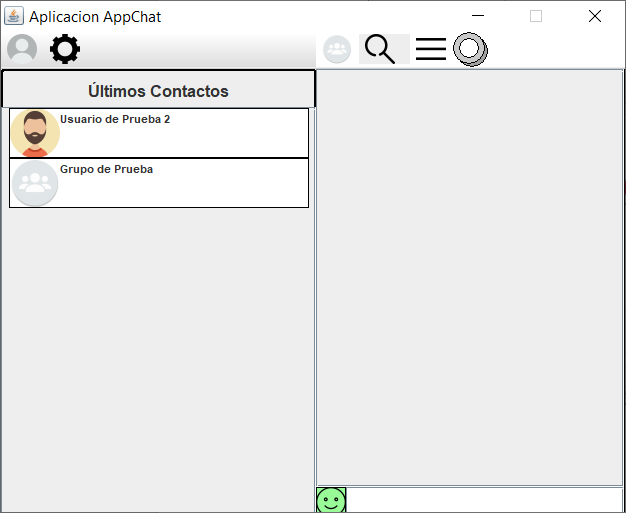 Aplicacion AppChat
Últimos Contactos
Usuario de Prueba 2
Grupo de Prueba